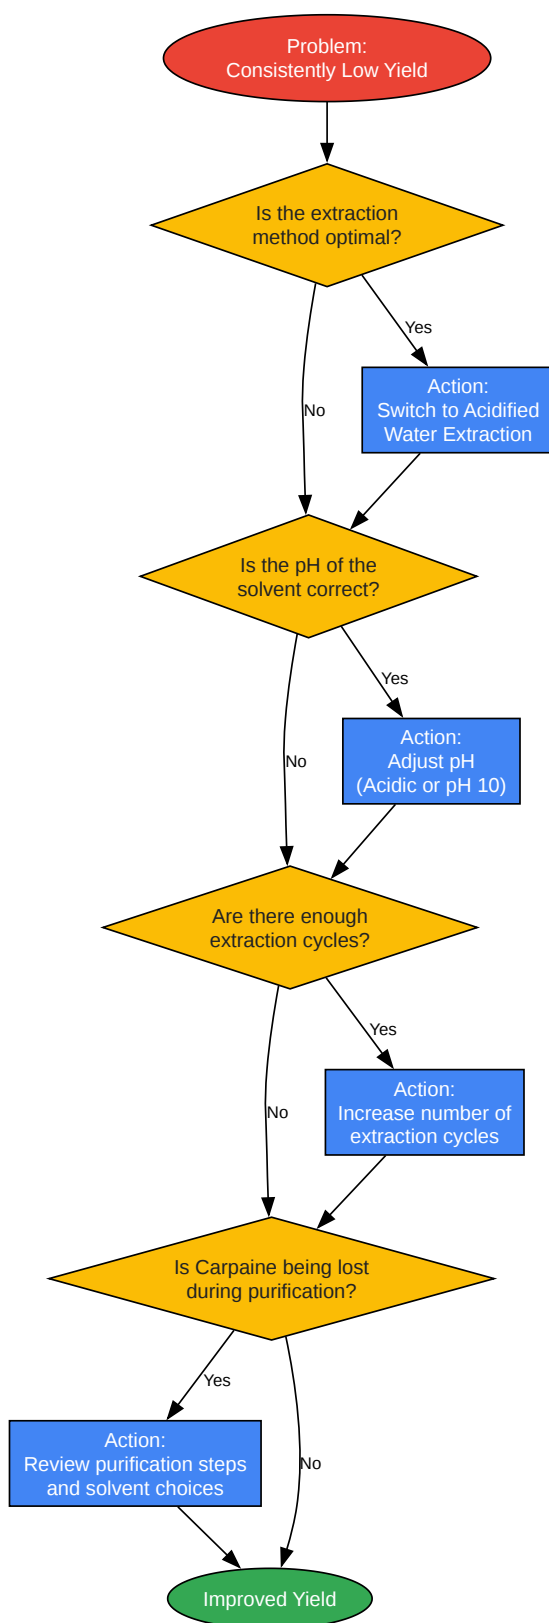 Problem:
Consistently Low Yield
Is the extraction
method optimal?
Yes
Action:
Switch to Acidified
Water Extraction
No
Is the pH of the
solvent correct?
Yes
Action:
Adjust pH
(Acidic or pH 10)
No
Are there enough
extraction cycles?
Yes
Action:
Increase number of
extraction cycles
No
Is Carpaine being lost
during purification?
Yes
Action:
Review purification steps
and solvent choices
No
Improved Yield